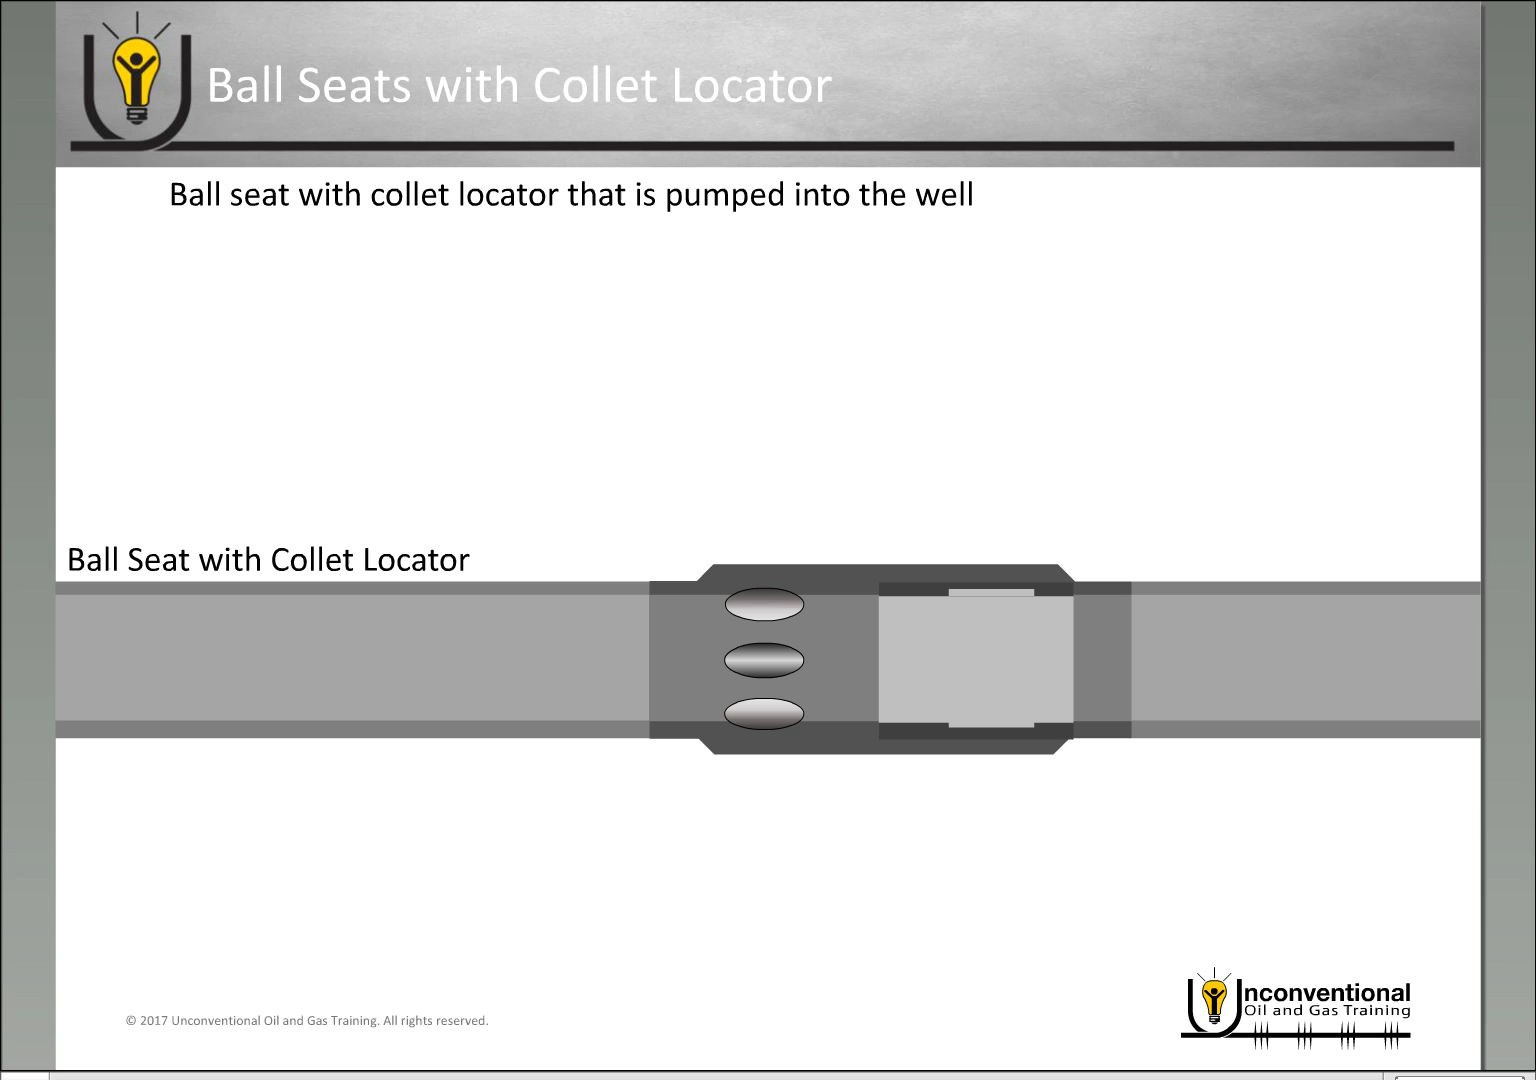 Ball Seats with Collet Locator
Ball seat with collet locator that is pumped into the well
Ball Seat with Collet Locator
© 2017 Unconventional Oil and Gas Training. All rights reserved.
Unconventional
Oil and Gas Training